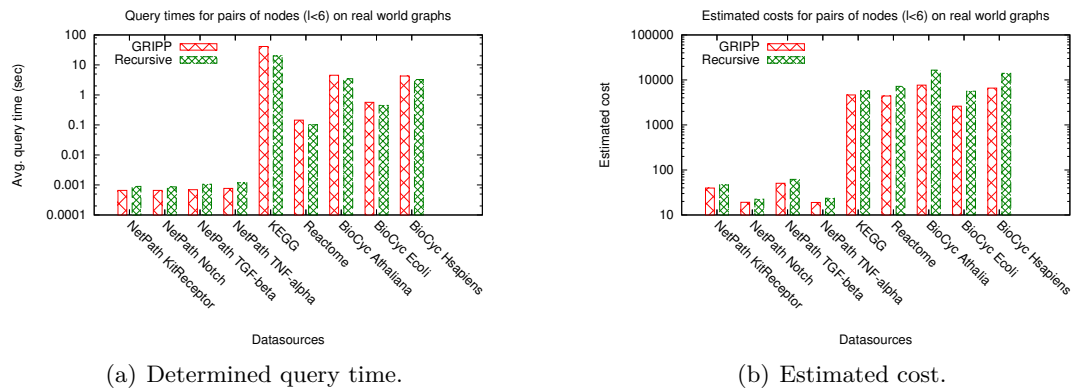 Query times for pairs of nodes (l<6) on real world graphs
GRIPP
Recursive
Avg. query time (sec)
100
10
1
0.1
0.01
0.001
0.0001
NetPath KitReceptor
NetPath Notch
NetPath TGF-beta
NetPath TNF-alpha
KEGG
Reactome
BioCyc Athaliana
BioCyc Ecoli
BioCyc Hsapiens
Datasources
(a) Determined query time.
Estimated costs for pairs of nodes (l<6) on real world graphs
GRIPP
Recursive
Estimated cost
100000
10000
1000
100
10
NetPath KitReceptor
NetPath Notch
NetPath TGF-beta
NetPath TNF-alpha
KEGG
Reactome
BioCyc Athalia
BioCyc Ecoli
BioCyc Hsapiens
Datasources
(b) Estimated cost.